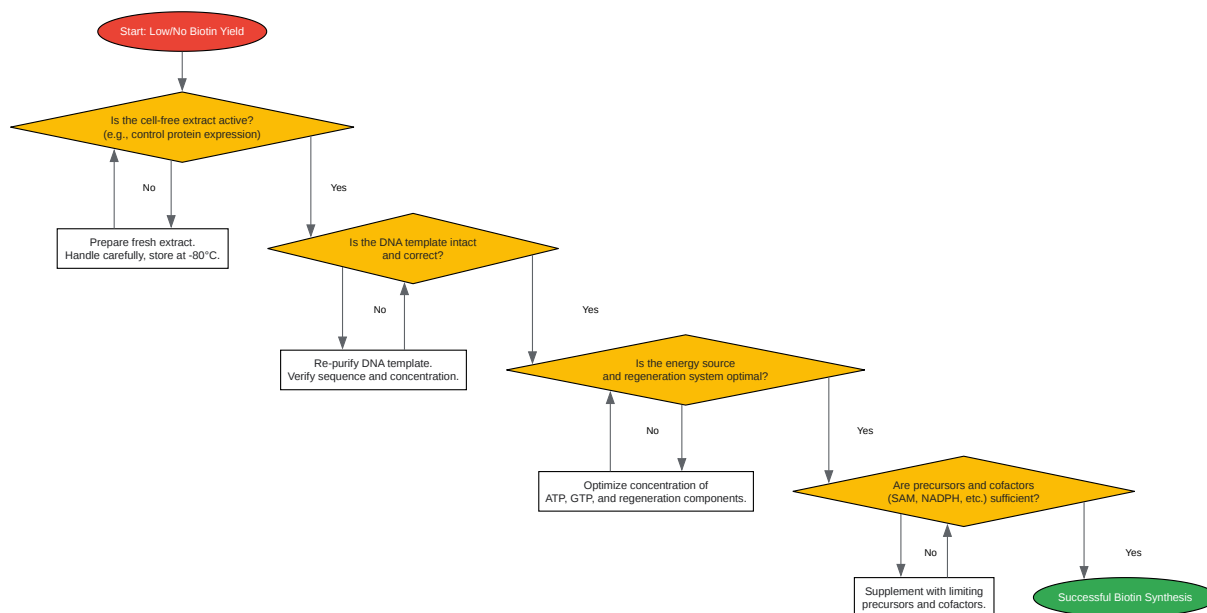 Start: Low/No Biotin Yield
Is the cell-free extract active?
(e.g., control protein expression)
No
Yes
Prepare fresh extract.
Handle carefully, store at -80°C.
Is the DNA template intact
and correct?
No
Yes
Re-purify DNA template.
Verify sequence and concentration.
Is the energy source
and regeneration system optimal?
No
Yes
Optimize concentration of
ATP, GTP, and regeneration components.
Are precursors and cofactors
(SAM, NADPH, etc.) sufficient?
No
Yes
Supplement with limiting
precursors and cofactors.
Successful Biotin Synthesis